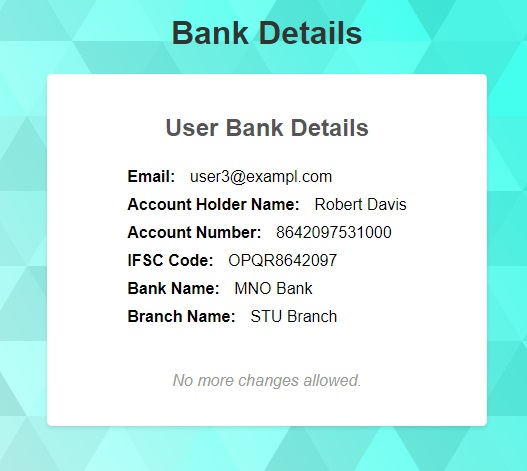 Bank Details
User Bank Details
Email: user3@exampl.com
Account Holder Name: Robert Davis
Account Number: 8642097531000
IFSC Code: OPQR8642097
Bank Name: MNO Bank
Branch Name: STU Branch
No more changes allowed.